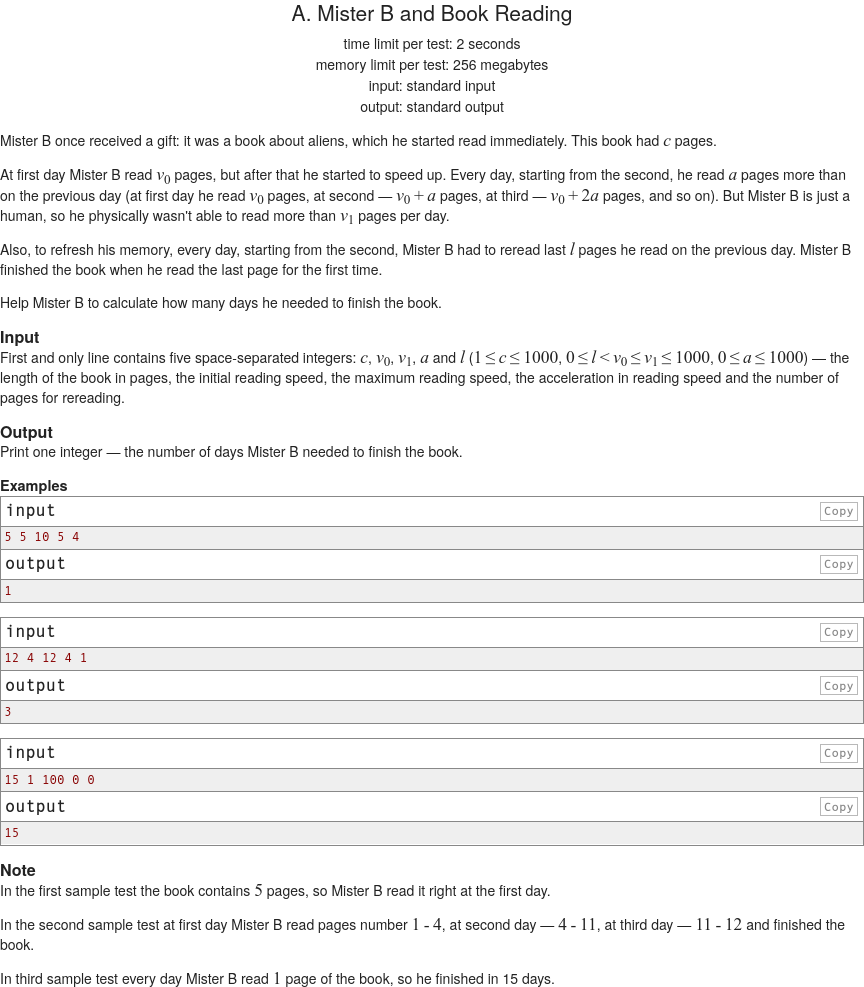 A. Mister B and Book Reading
time limit per test: 2 seconds
memory limit per test: 256 megabytes
input: standard input
output: standard output
Mister B once received a gift: it was a book about aliens, which he started read immediately. This book had c pages.
At first day Mister B read v0 pages, but after that he started to speed up. Every day, starting from the second, he read a pages more than
on the previous day (at first day he read v0 pages, at second — v0 + a pages, at third — v0 + 2a pages, and so on). But Mister B is just a
human, so he physically wasn't able to read more than v1 pages per day.
Also, to refresh his memory, every day, starting from the second, Mister B had to reread last l pages he read on the previous day. Mister B
finished the book when he read the last page for the first time.
Help Mister B to calculate how many days he needed to finish the book.
Input
First and only line contains five space-separated integers: c, v0, v1, a and l (1 ≤ c ≤ 1000, 0 ≤ l < v0 ≤ v1 ≤ 1000, 0 ≤ a ≤ 1000) — the
length of the book in pages, the initial reading speed, the maximum reading speed, the acceleration in reading speed and the number of
pages for rereading.
Output
Print one integer — the number of days Mister B needed to finish the book.
Examples
input Copy
5 5 10 5 4
output Copy
1
input Copy
12 4 12 4 1
output Copy
3
input Copy
15 1 100 0 0
output Copy
15
Note
In the first sample test the book contains 5 pages, so Mister B read it right at the first day.
In the second sample test at first day Mister B read pages number 1 - 4, at second day — 4 - 11, at third day — 11 - 12 and finished the
book.
In third sample test every day Mister B read 1 page of the book, so he finished in 15 days.